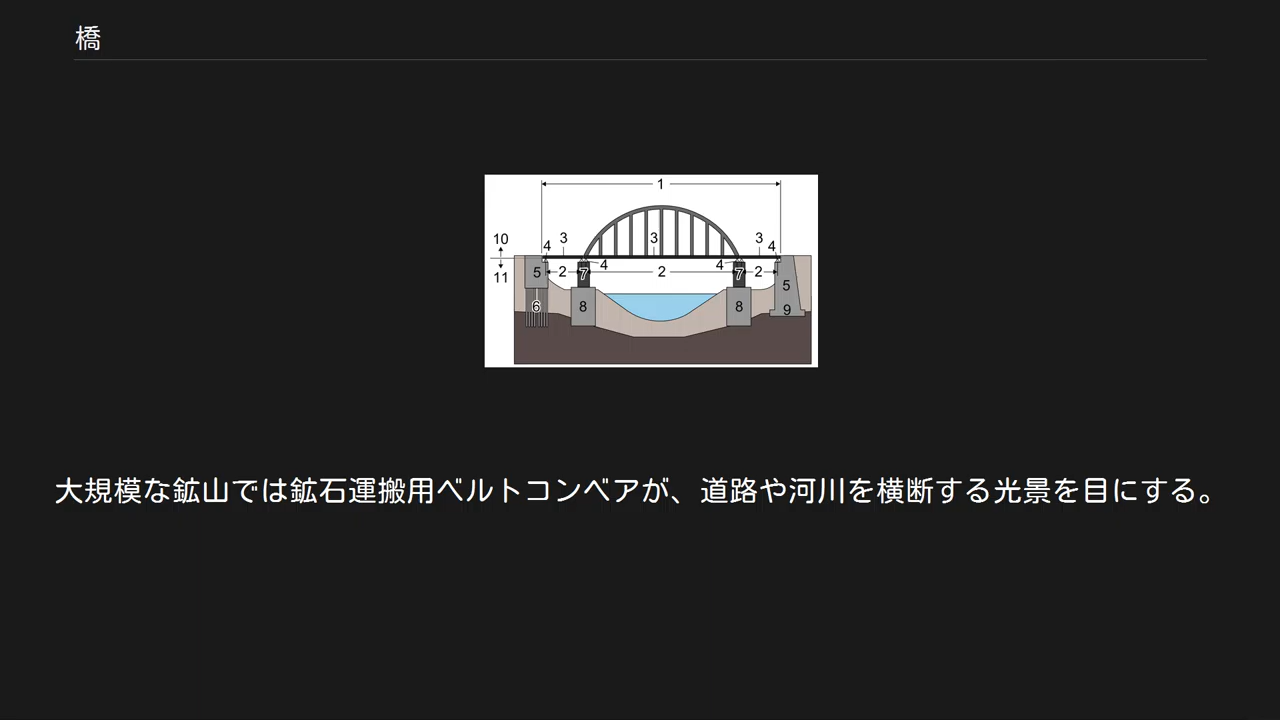 橋
1
10
4 3 3 3 4
4 4
11
5 2 7 2 7 2 5
6 8 8 9
大規模な鉱山では鉱石運搬用ベルトコンベアが、道路や河川を横断する光景を目にする。